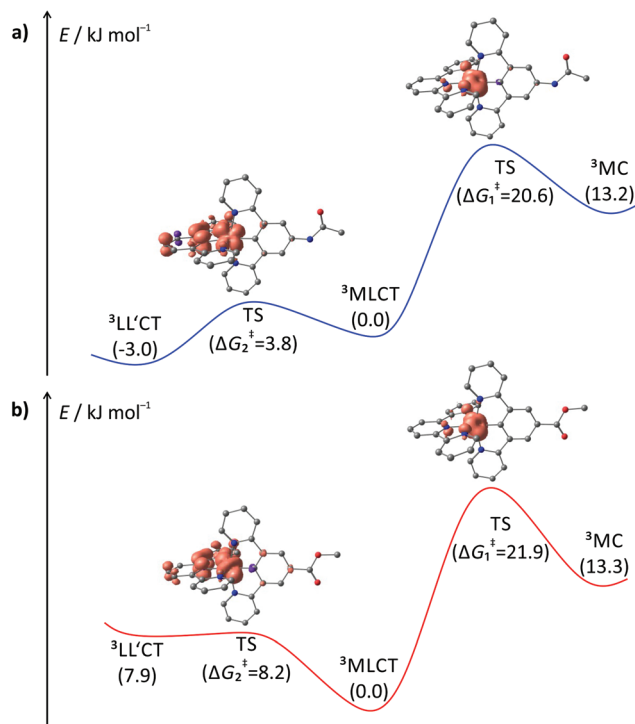 a)
E / kJ mol⁻¹
TS
(ΔG₁‡=20.6)
³MC
(13.2)
³LL'CT
(-3.0)
TS
(ΔG₂‡=3.8)
³MLCT
(0.0)
b)
E / kJ mol⁻¹
TS
(ΔG₁‡=21.9)
³MC
(13.3)
³LL'CT
(7.9)
TS
(ΔG₂‡=8.2)
³MLCT
(0.0)